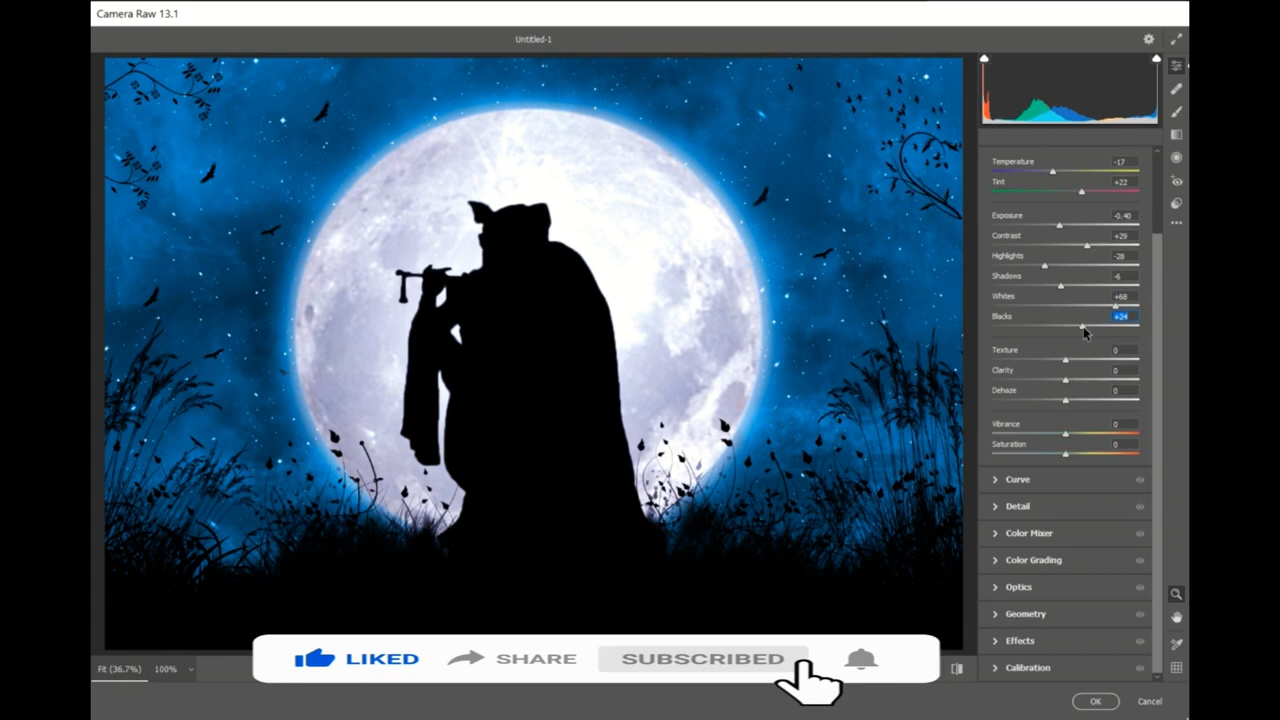 Camera Raw 13.1
Untitled-1
Temperature -17
Tint +22
Exposure -0.40
Contrast +29
Highlights -28
Shadows -6
Whites +68
Blacks +24
Texture 0
Clarity 0
Dehaze 0
Vibrance 0
Saturation 0
Curve
Detail
Color Mixer
Color Grading
Optics
Geometry
Effects
Calibration
LIKED SHARE SUBSCRIBED
Fit (36.7%) 100%
OK Cancel